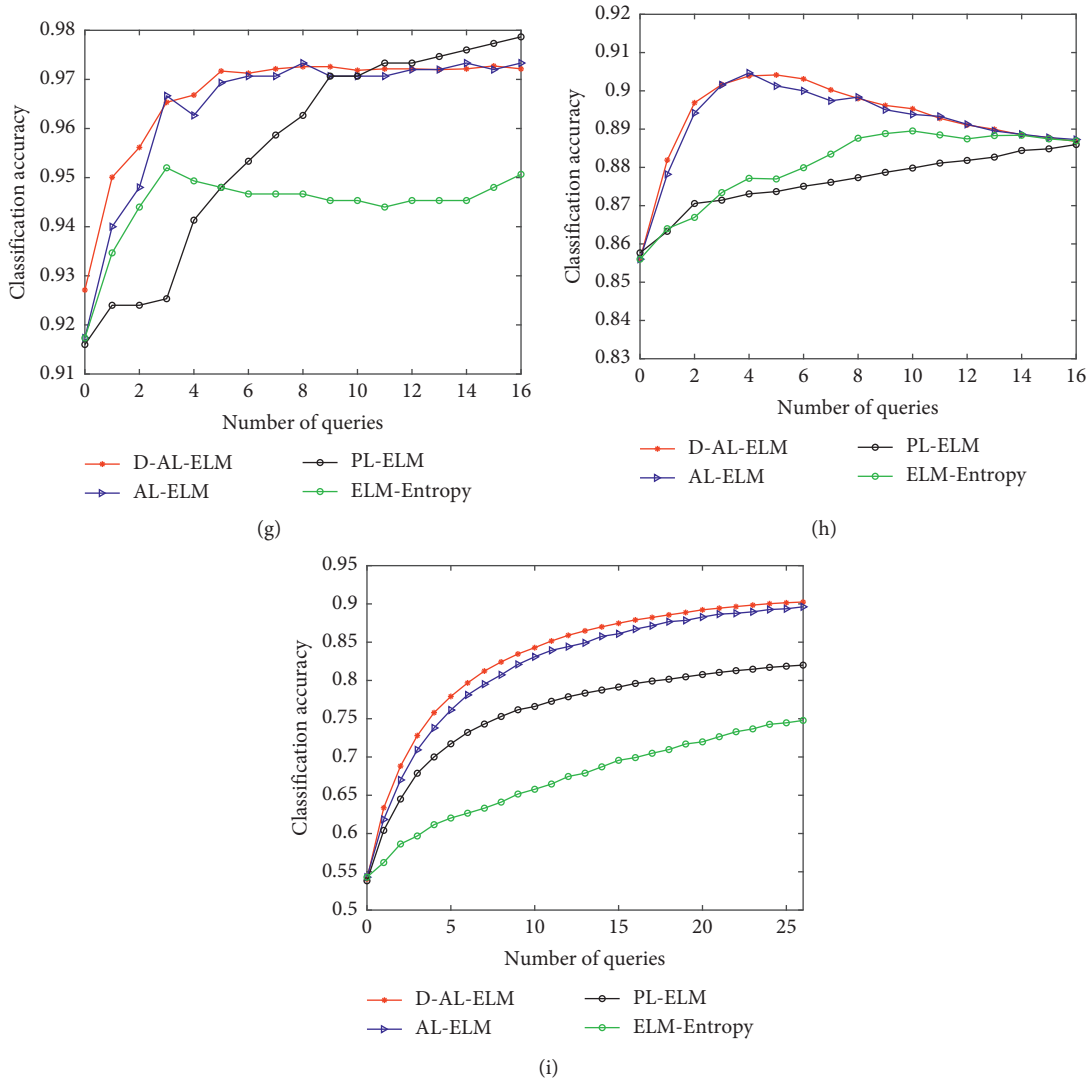 0.98
0.97
0.96
0.95
0.94
0.93
0.92
0.91
Classification accuracy
0 2 4 6 8 10 12 14 16
Number of queries
D-AL-ELM PL-ELM
AL-ELM ELM-Entropy
(g)
0.92
0.91
0.9
0.89
0.88
0.87
0.86
0.85
0.84
0.83
Classification accuracy
0 2 4 6 8 10 12 14 16
Number of queries
D-AL-ELM PL-ELM
AL-ELM ELM-Entropy
(h)
0.95
0.9
0.85
0.8
0.75
0.7
0.65
0.6
0.55
0.5
Classification accuracy
0 5 10 15 20 25
Number of queries
D-AL-ELM PL-ELM
AL-ELM ELM-Entropy
(i)